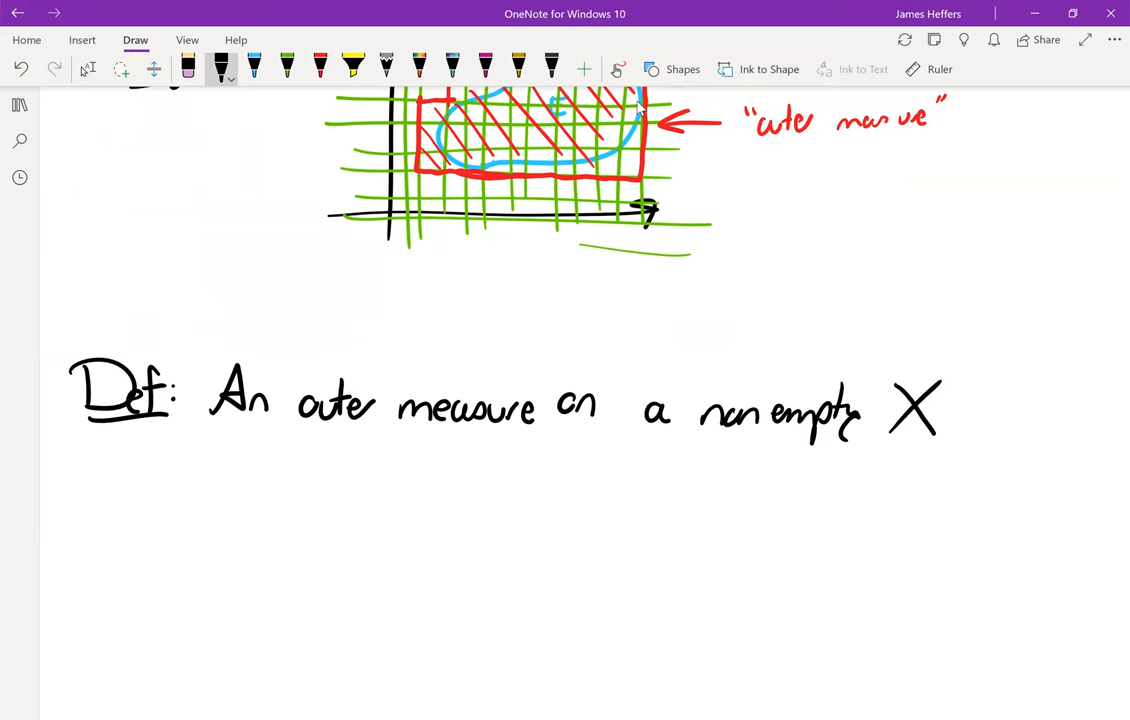 OneNote for Windows 10
James Heffers
Home Insert Draw View Help
Share
Shapes Ink to Shape Ink to Text Ruler
"outer measure"
Def: An outer measure on a nonempty X